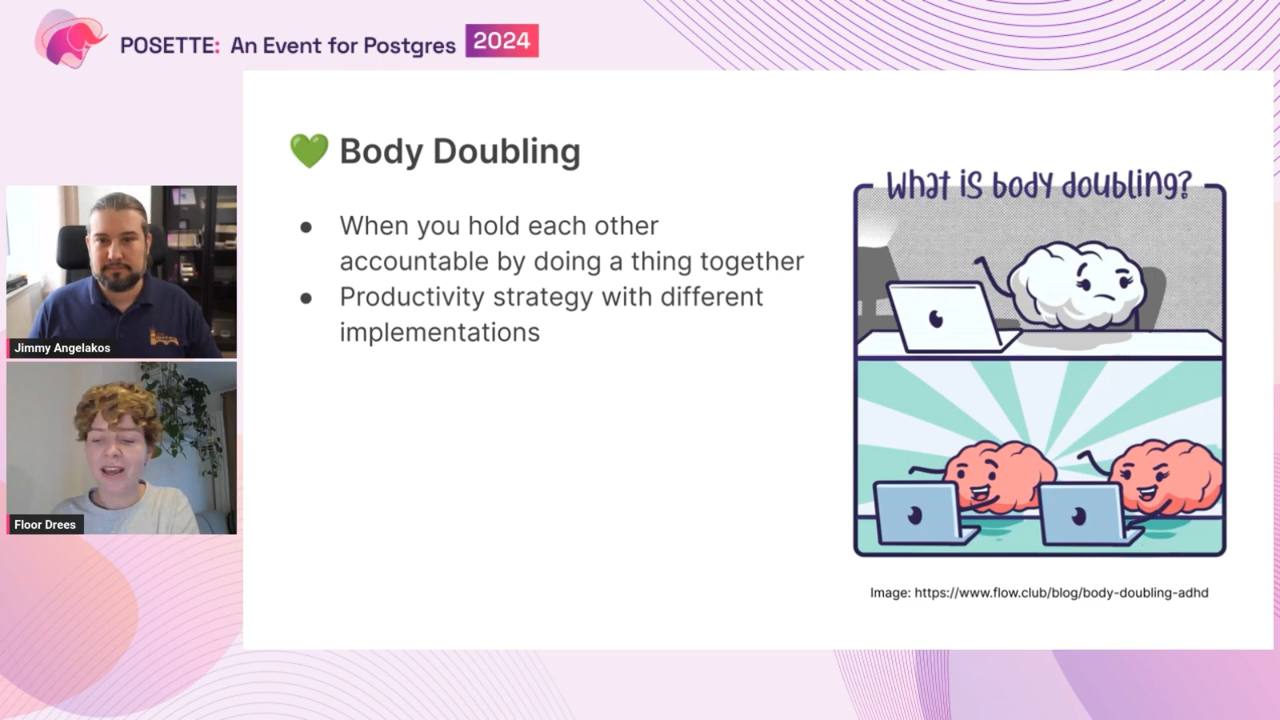 POSETTE: An Event for Postgres 2024
💚 Body Doubling
● When you hold each other
accountable by doing a thing together
● Productivity strategy with different
implementations
What is body doubling?
Image: https://www.flow.club/blog/body-doubling-adhd
Jimmy Angelakos
Floor Drees